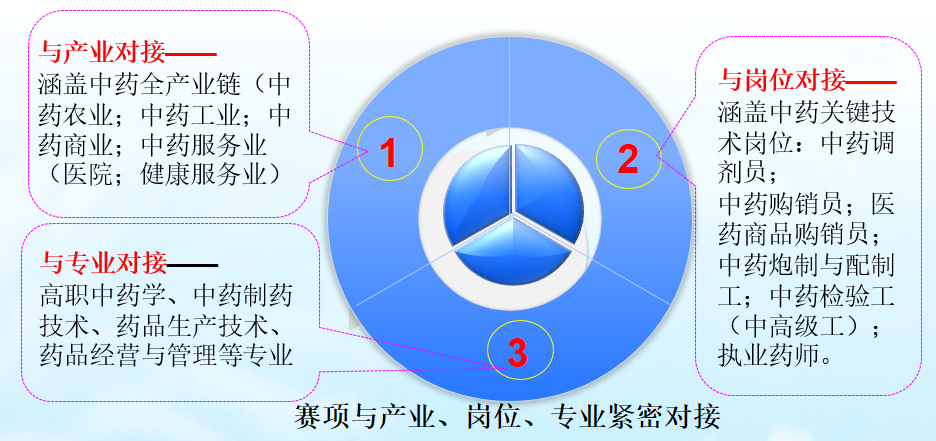 与产业对接——
涵盖中药全产业链（中
药农业；中药工业；中
药商业；中药服务业
（医院；健康服务业）
1
2
与岗位对接——
涵盖中药关键技
术岗位：中药调
剂员；
中药购销员；医
药商品购销员；
中药炮制与配制
工；中药检验工
（中高级工）；
执业药师。
与专业对接——
高职中药学、中药制药
技术、药品生产技术、
药品经营与管理等专业
3
赛项与产业、岗位、专业紧密对接